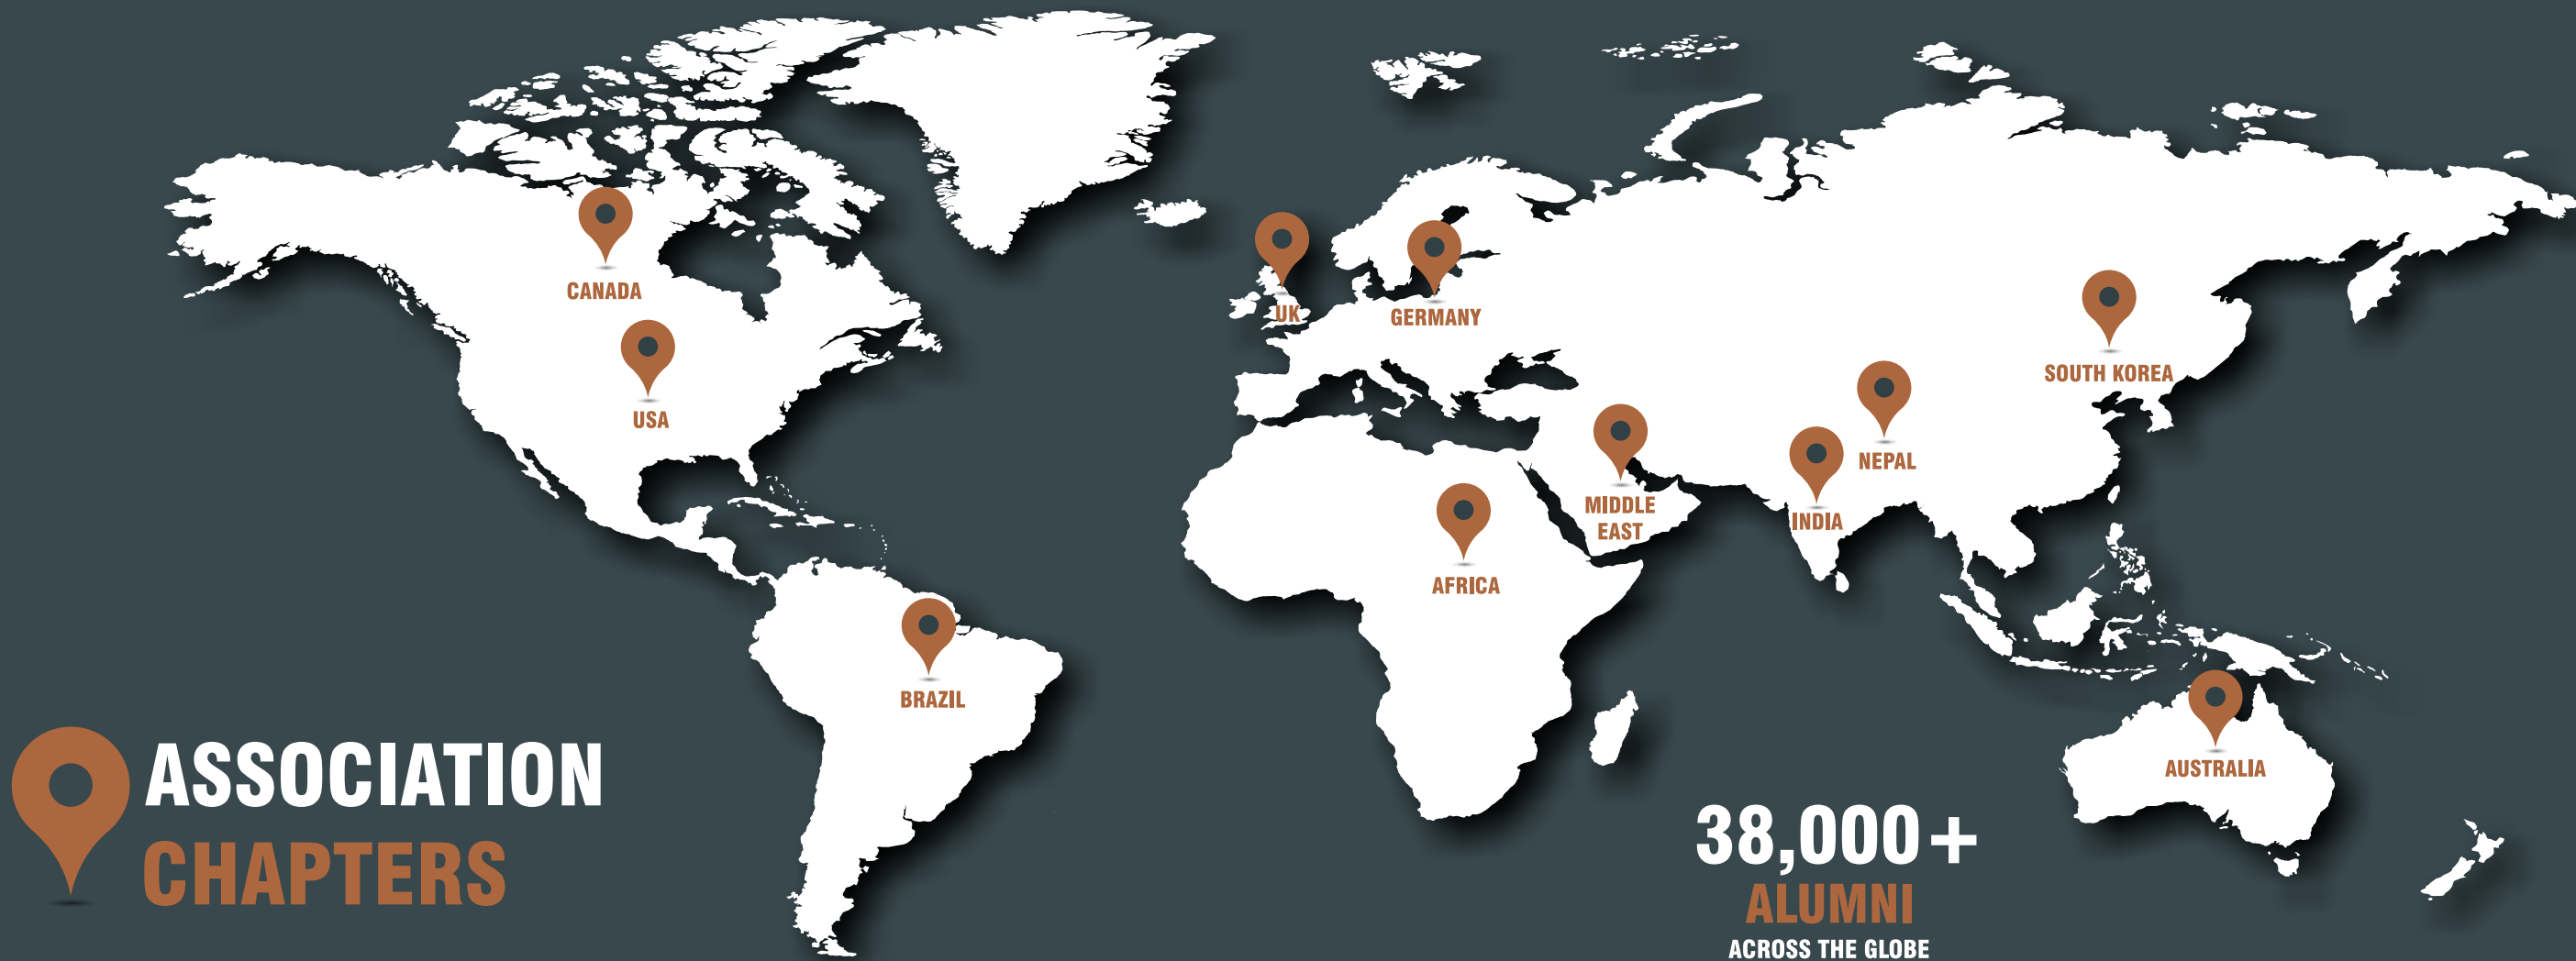 CANADA
USA
UK
GERMANY
SOUTH KOREA
NEPAL
MIDDLE
EAST
INDIA
AFRICA
BRAZIL
AUSTRALIA
ASSOCIATION
CHAPTERS
38,000+
ALUMNI
ACROSS THE GLOBE